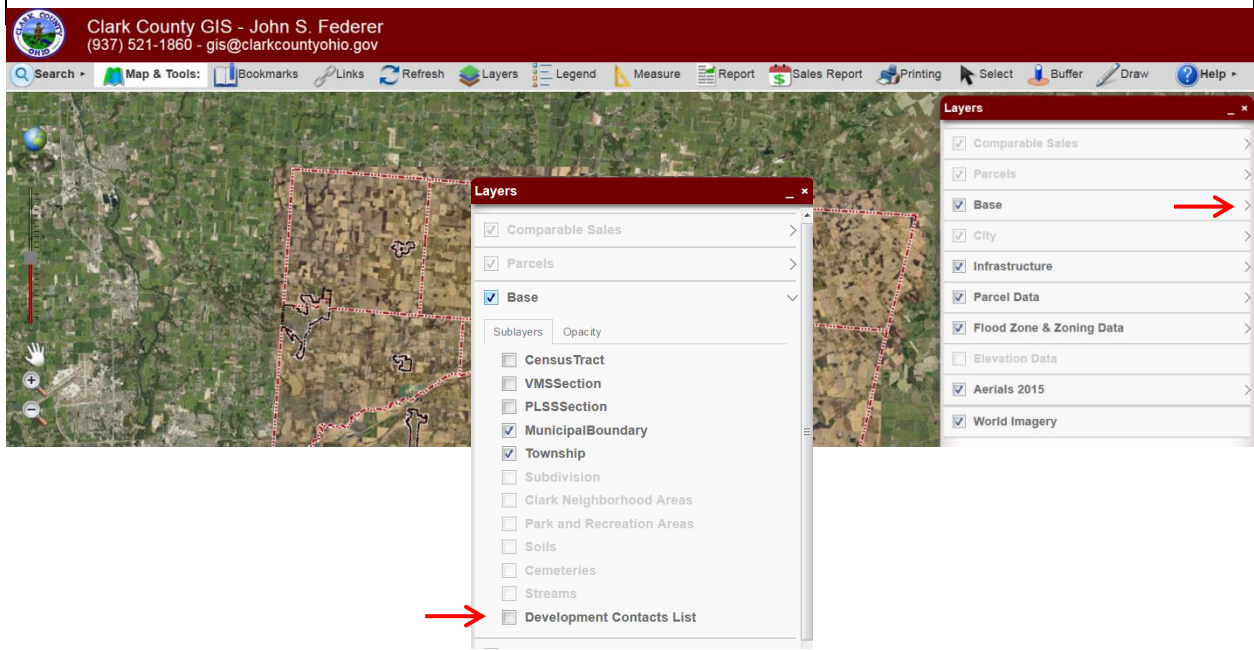 CLARK COUNTY
OHIO
Clark County GIS - John S. Federer
(937) 521-1860 - gis@clarkcountyohio.gov
Search Map & Tools: Bookmarks Links Refresh Layers Legend Measure Report Sales Report Printing Select Buffer Draw Help
Layers
Comparable Sales
Parcels
Base
City
Infrastructure
Parcel Data
Flood Zone & Zoning Data
Elevation Data
Aerials 2015
World Imagery
Layers
Comparable Sales
Parcels
Base
Sublayers Opacity
CensusTract
VMSSection
PLSSSection
MunicipalBoundary
Township
Subdivision
Clark Neighborhood Areas
Park and Recreation Areas
Soils
Cemeteries
Streams
Development Contacts List